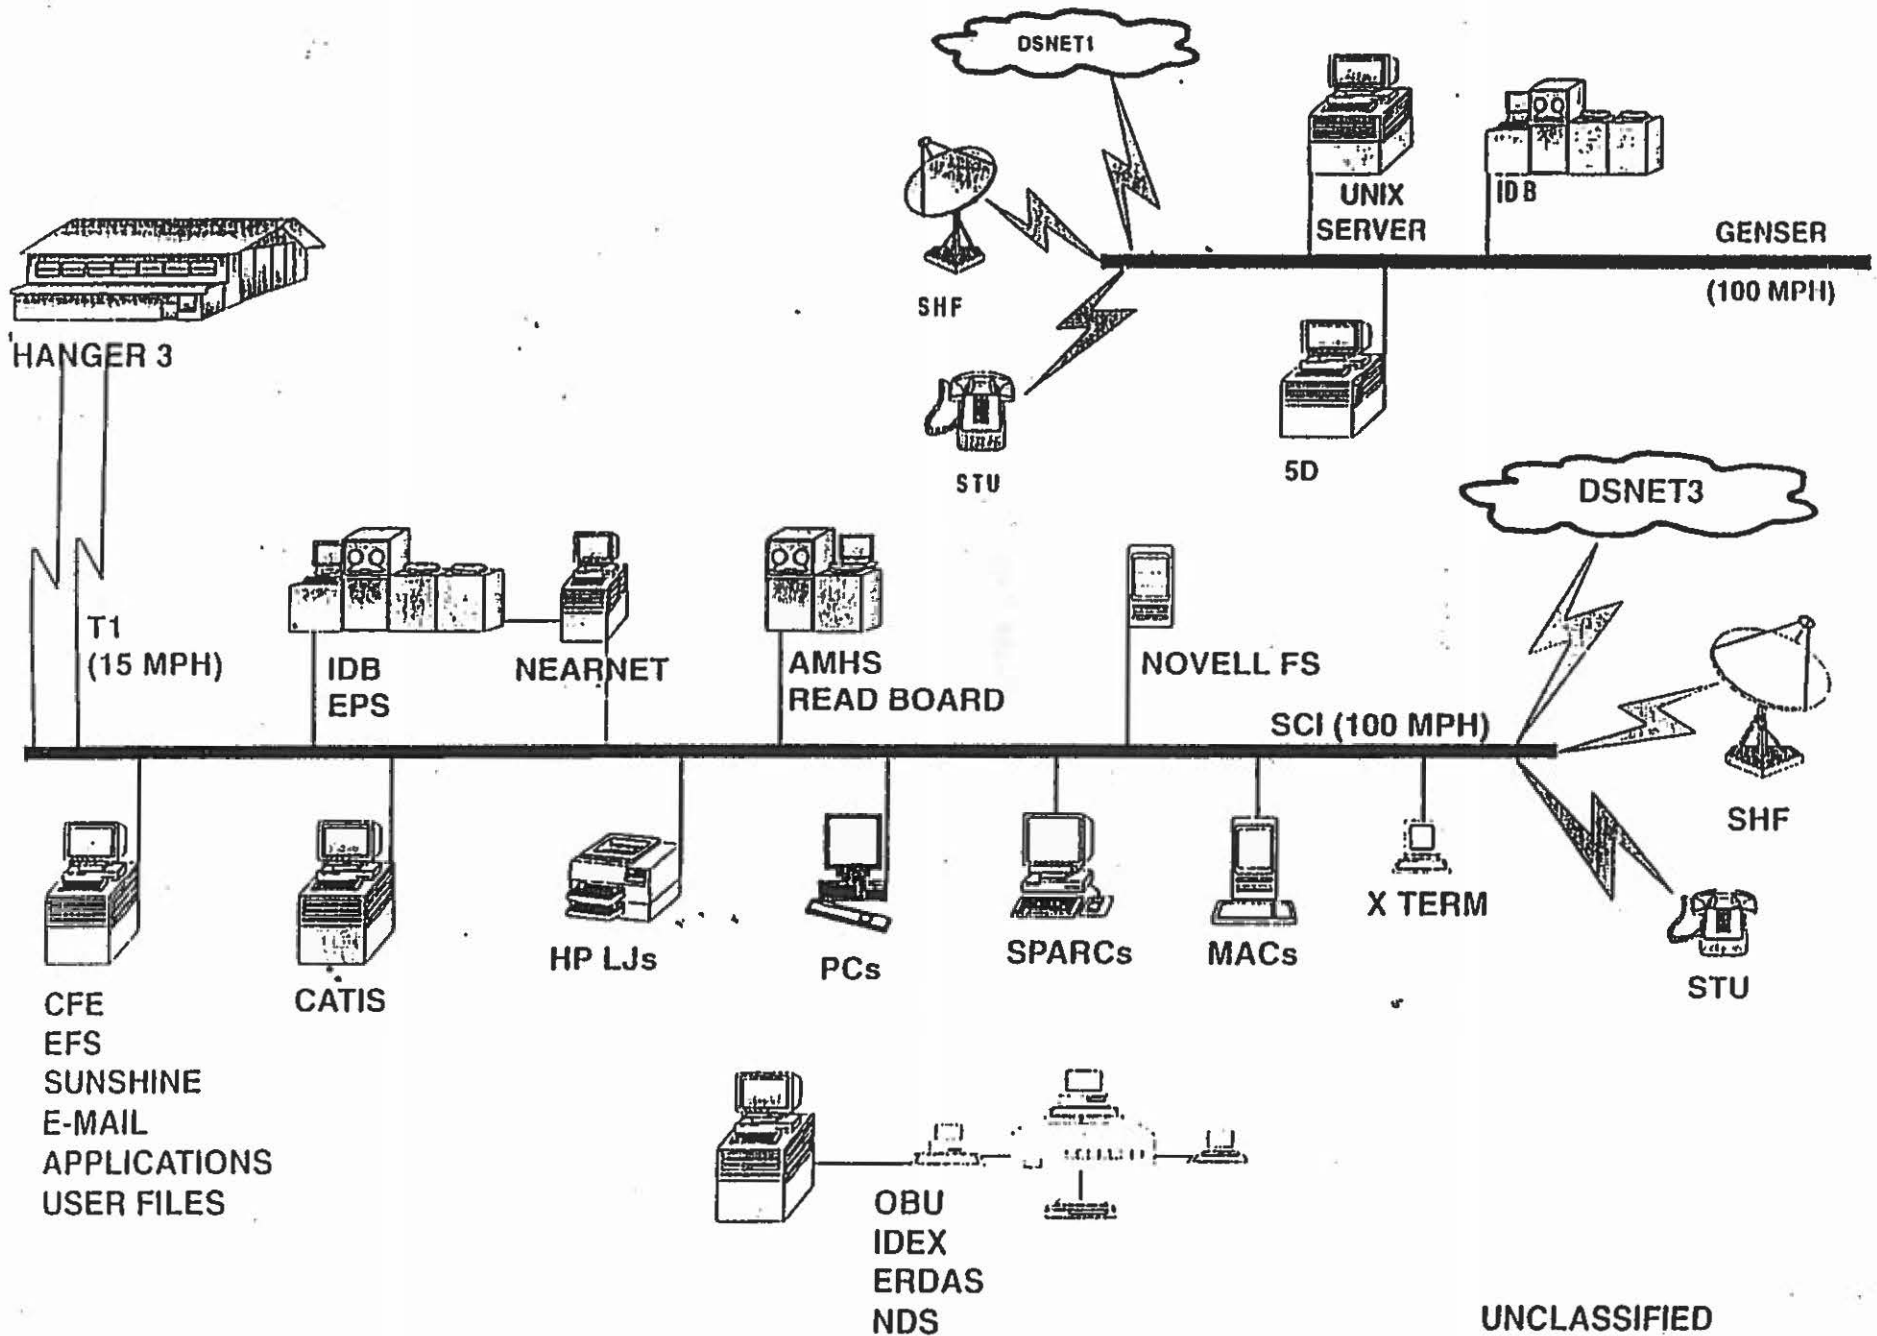 DSNET1
UNIX
SERVER
IDB
GENSER
(100 MPH)
SHF
HANGER 3
STU
5D
DSNET3
T1
(15 MPH)
IDB
EPS
NEARNET
AMHS
READ BOARD
NOVELL FS
SCI (100 MPH)
SHF
CFE
EFS
SUNSHINE
E-MAIL
APPLICATIONS
USER FILES
CATIS
HP LJs
PCs
SPARCs
MACs
X TERM
STU
OBU
IDEX
ERDAS
NDS
UNCLASSIFIED